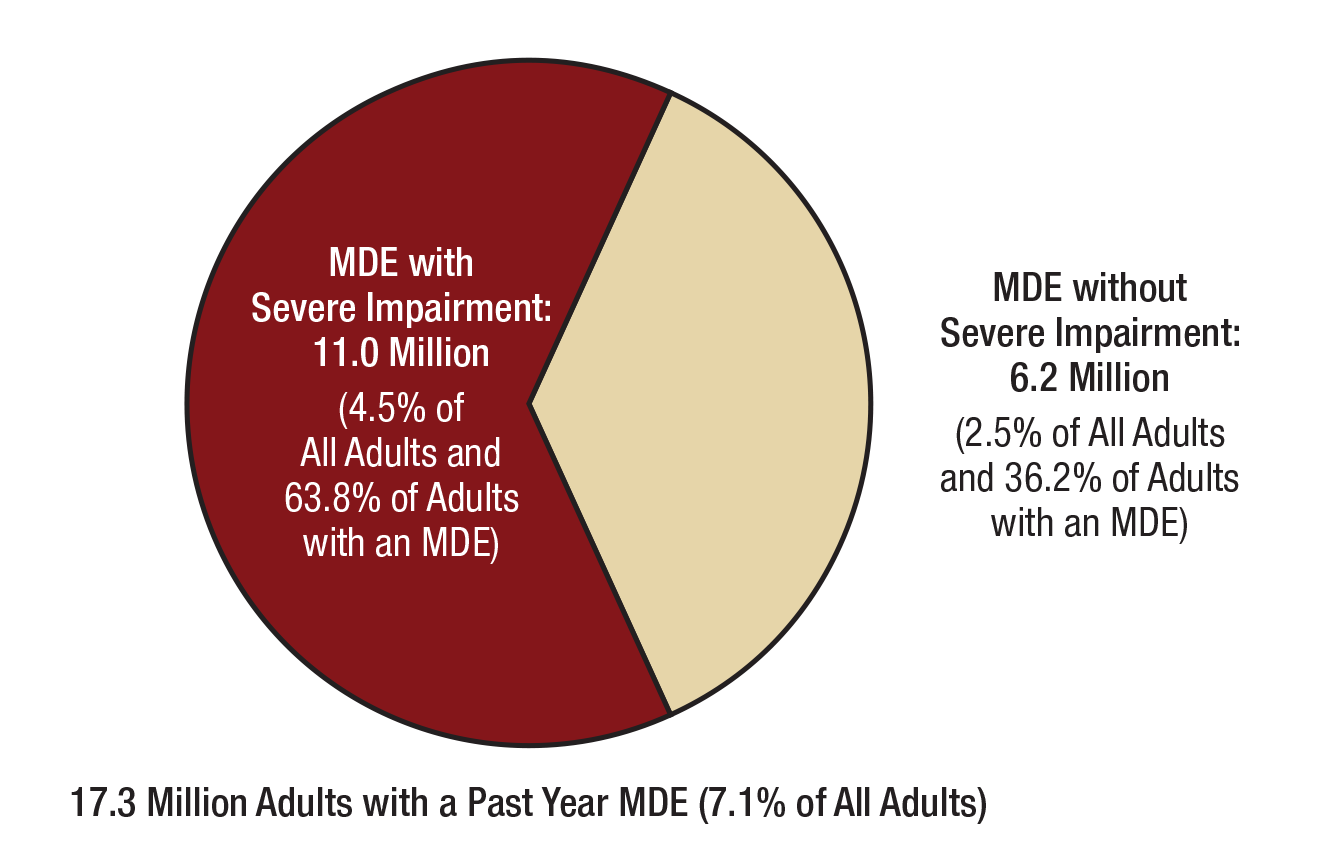 MDE with
Severe Impairment:
11.0 Million
(4.5% of
All Adults and
63.8% of Adults
with an MDE)
MDE without
Severe Impairment:
6.2 Million
(2.5% of All Adults
and 36.2% of Adults
with an MDE)
17.3 Million Adults with a Past Year MDE (7.1% of All Adults)